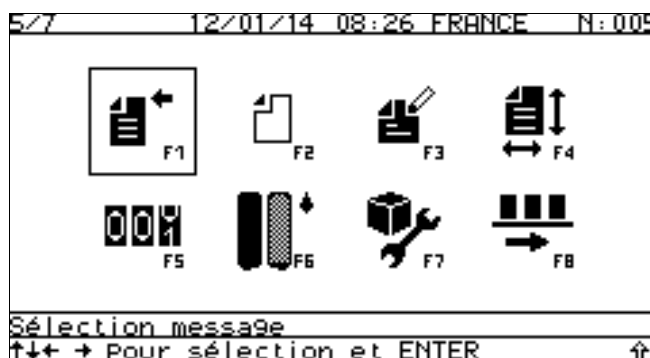 5/7 12/01/14 08:26 FRANCE N:005
F1 F2 F3 F4
001 F5 F6 F7 F8
Sélection message
↑↓← → Pour sélection et ENTER ⇧